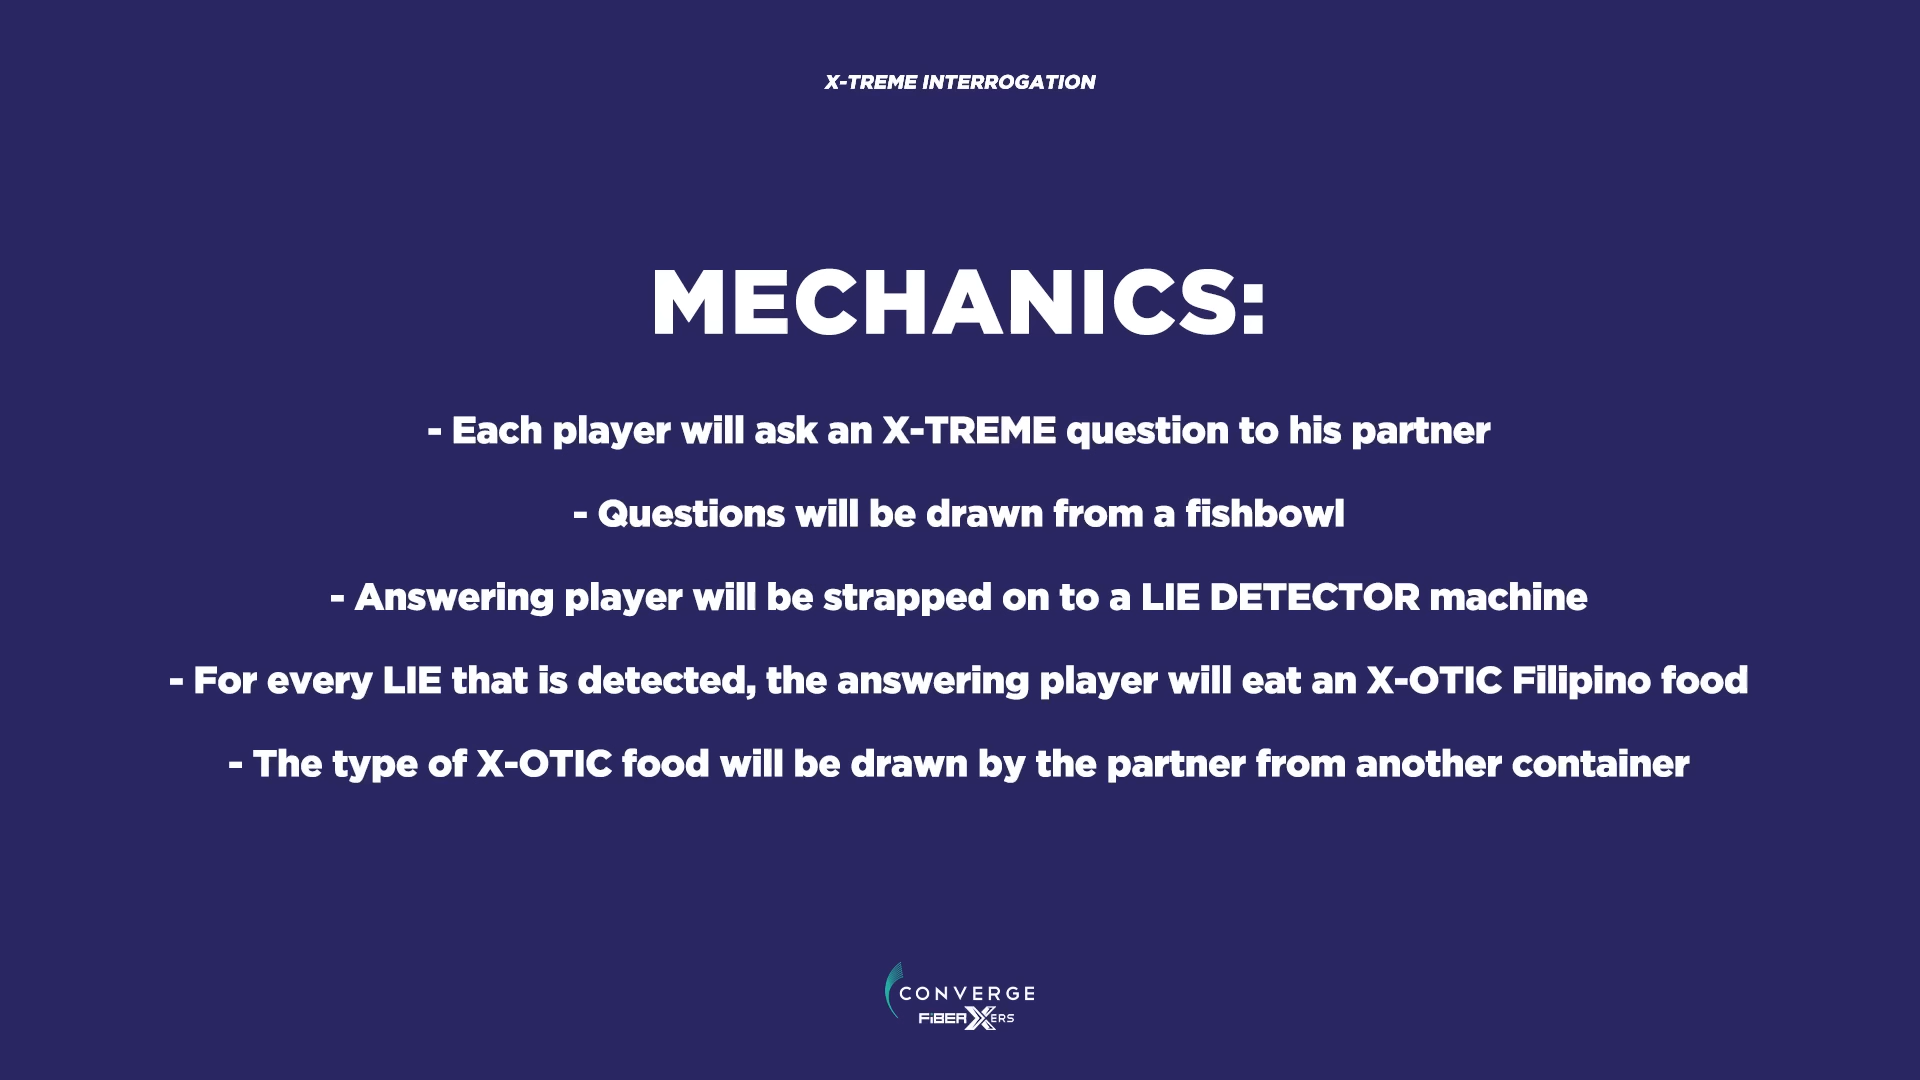 X-TREME INTERROGATION
MECHANICS:
- Each player will ask an X-TREME question to his partner
- Questions will be drawn from a fishbowl
- Answering player will be strapped on to a LIE DETECTOR machine
- For every LIE that is detected, the answering player will eat an X-OTIC Filipino food
- The type of X-OTIC food will be drawn by the partner from another container
CONVERGE
FiBERXERS